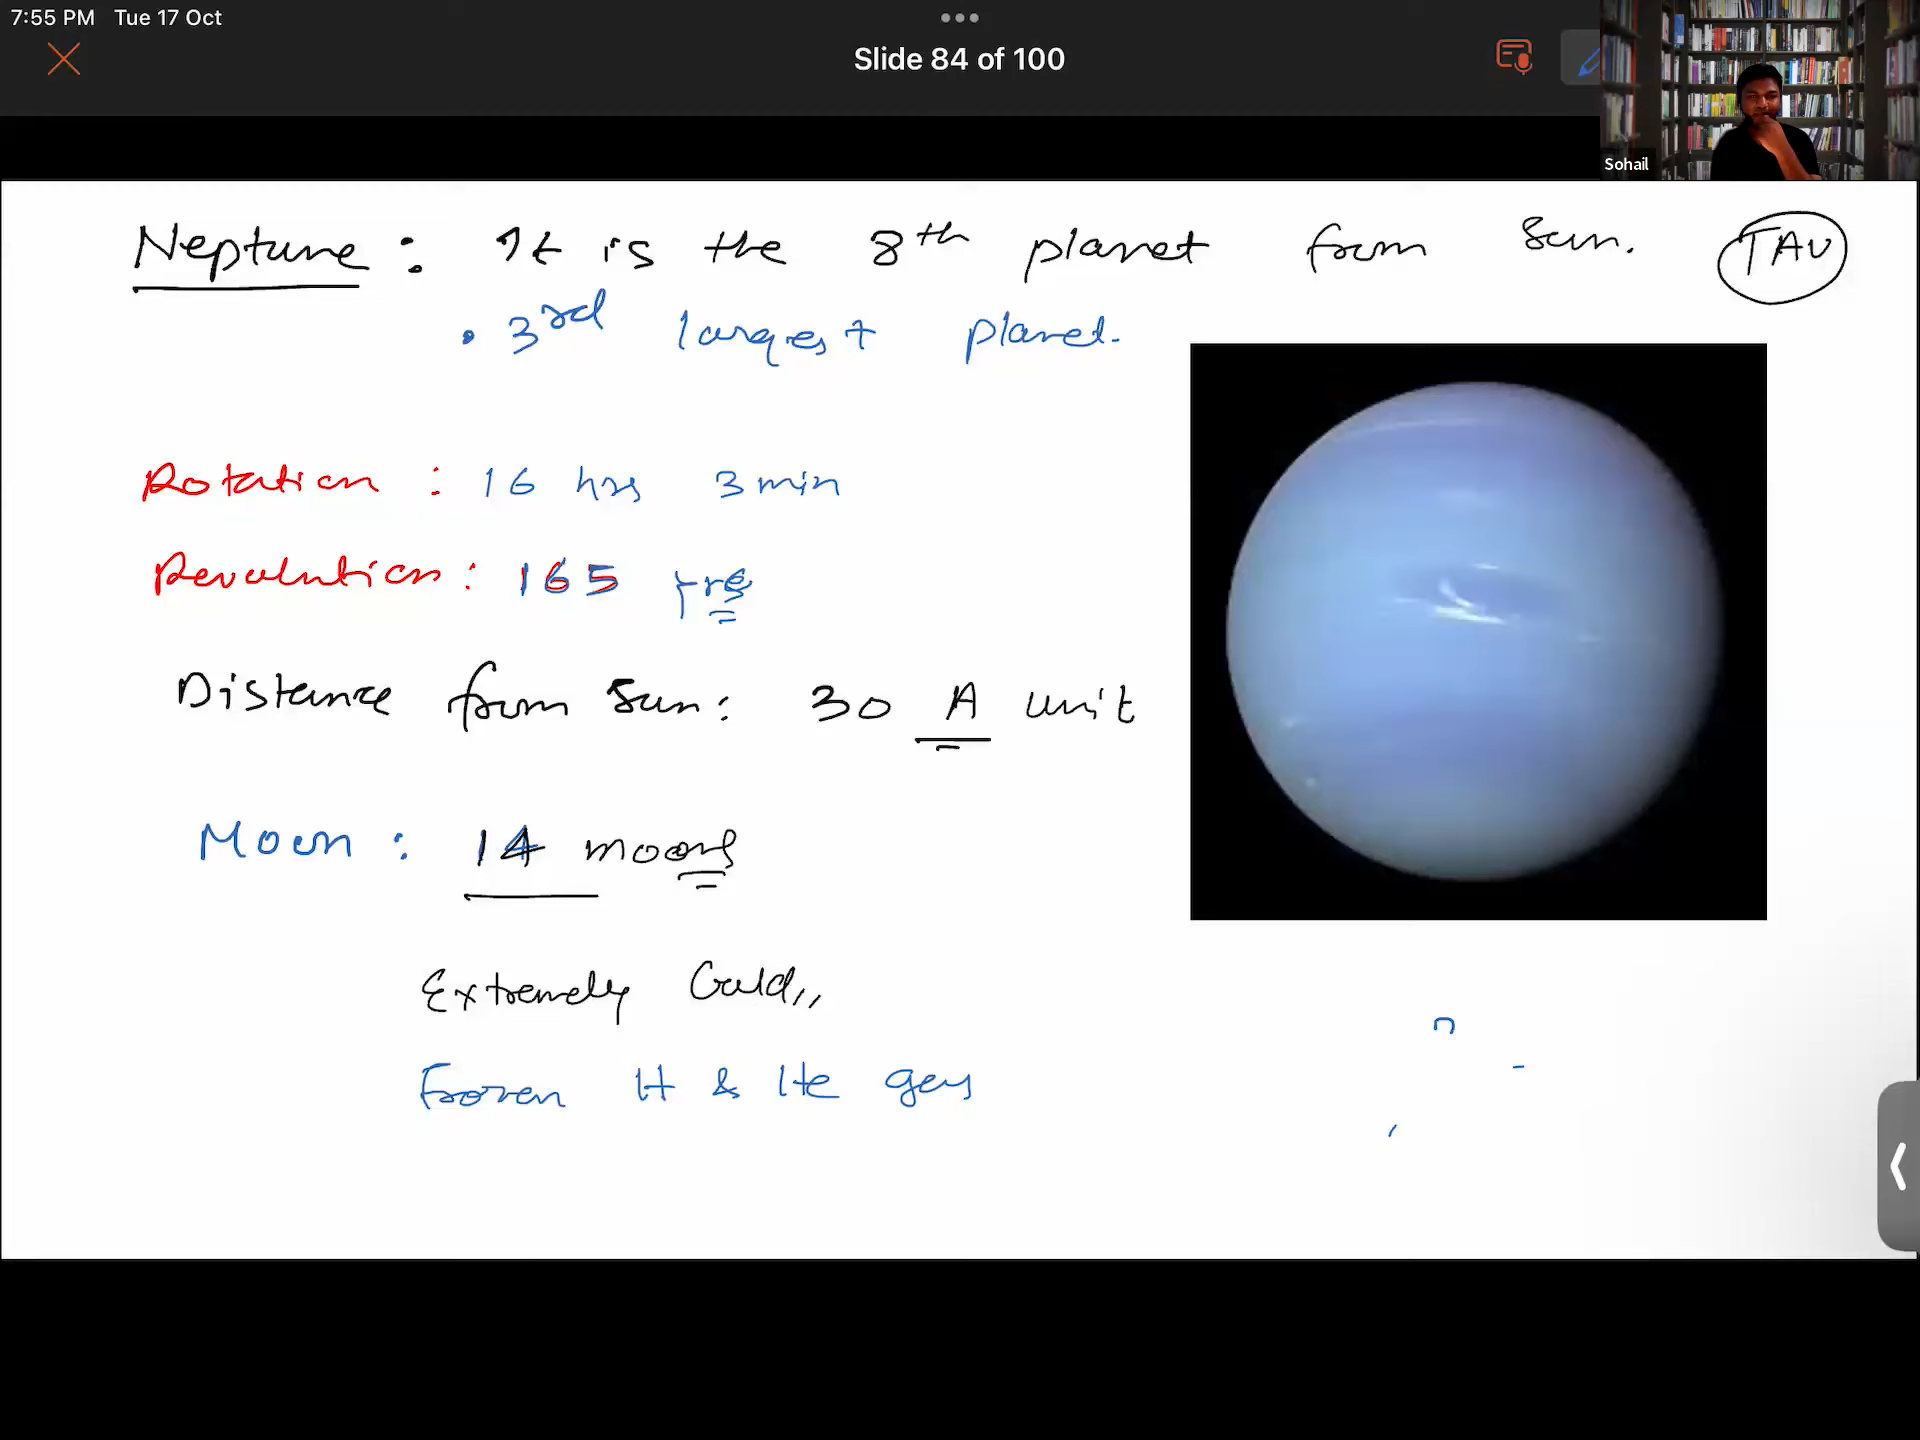 7:55 PM Tue 17 Oct
Slide 84 of 100
Sohail
Neptune : It is the 8th planet from Sun. TAU
• 3rd largest planet.
Rotation : 16 hrs 3 min
Revolution : 165 yrs
Distance from Sun : 30 A unit
Moon : 14 moons
Extremely Cold,,
Frozen H & He gas